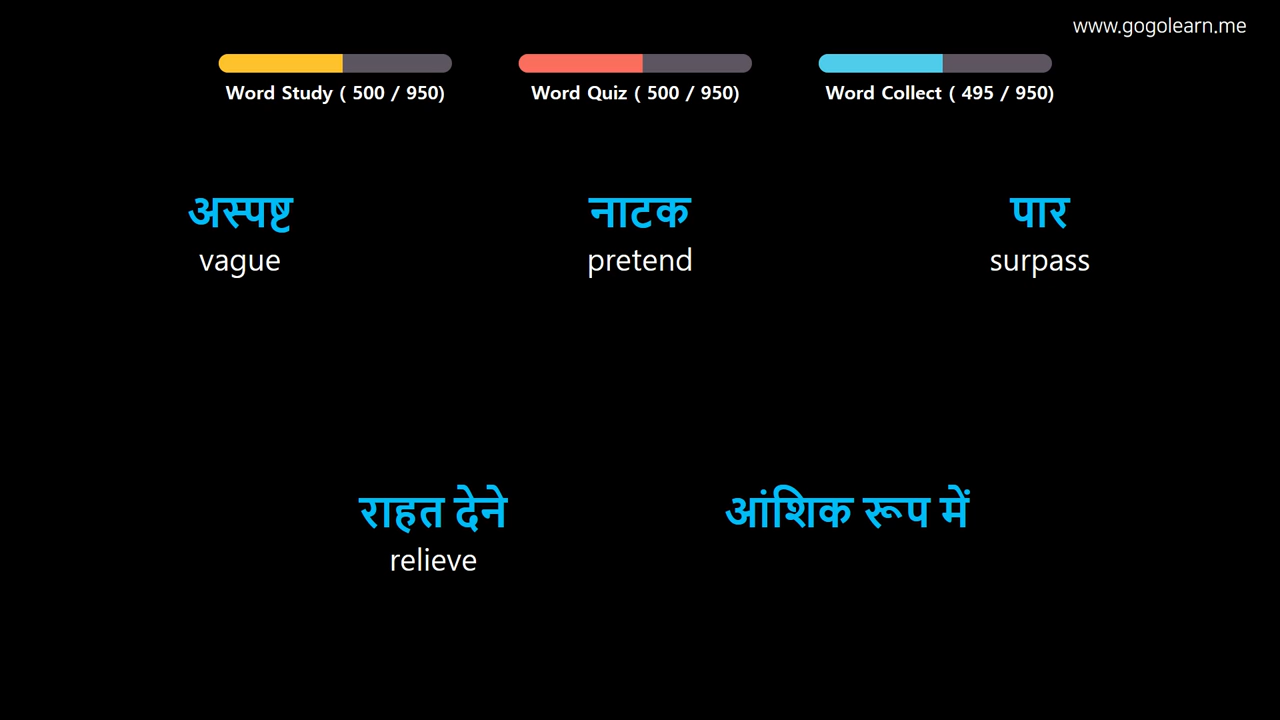 www.gogolearn.me
Word Study ( 500 / 950)
Word Quiz ( 500 / 950)
Word Collect ( 495 / 950)
अस्पष्ट
vague
नाटक
pretend
पार
surpass
राहत देने
relieve
आंशिक रूप में